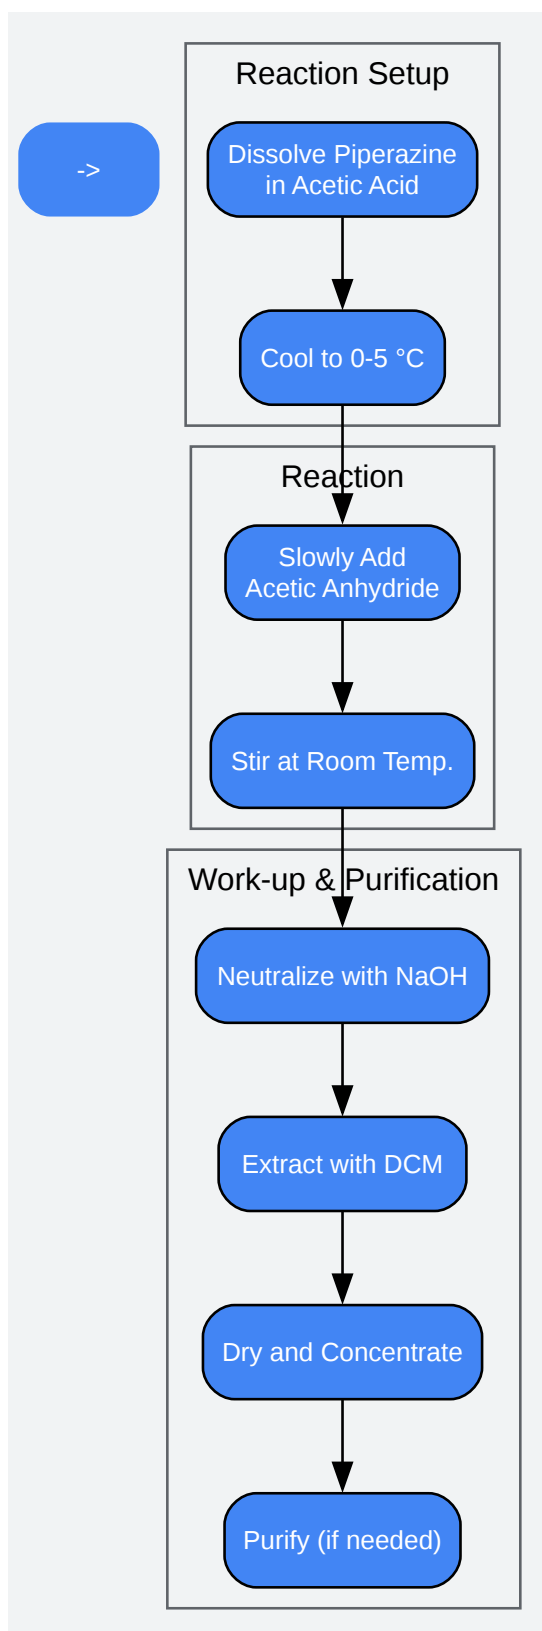 Reaction Setup
->
Dissolve Piperazine
in Acetic Acid
Cool to 0-5 °C
Reaction
Slowly Add
Acetic Anhydride
Stir at Room Temp.
Work-up & Purification
Neutralize with NaOH
Extract with DCM
Dry and Concentrate
Purify (if needed)